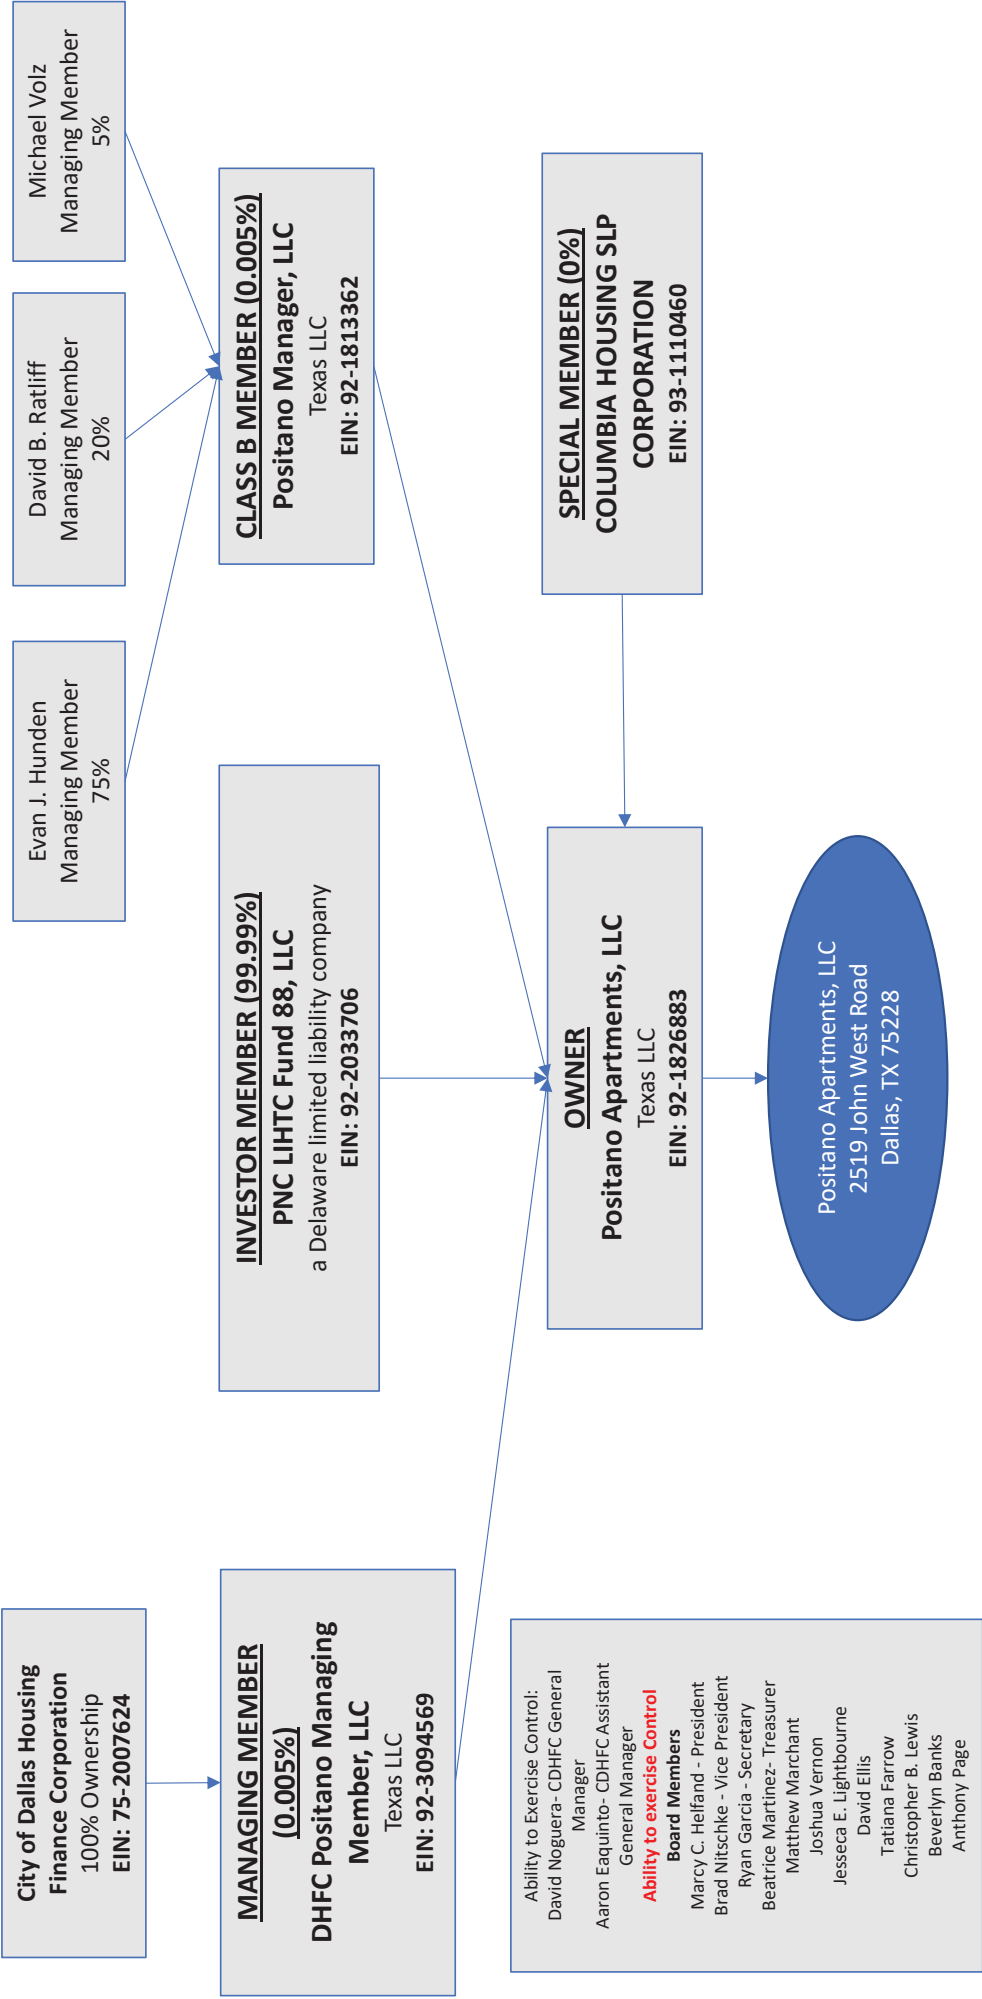 City of Dallas Housing
Finance Corporation
100% Ownership
EIN: 75-2007624
Evan J. Hunden
Managing Member
75%
David B. Ratliff
Managing Member
20%
Michael Volz
Managing Member
5%
MANAGING MEMBER
(0.005%)
DHFC Positano Managing
Member, LLC
Texas LLC
EIN: 92-3094569
INVESTOR MEMBER (99.99%)
PNC LIHTC Fund 88, LLC
a Delaware limited liability company
EIN: 92-2033706
CLASS B MEMBER (0.005%)
Positano Manager, LLC
Texas LLC
EIN: 92-1813362
Ability to Exercise Control:
David Noguera- CDHFC General
Manager
Aaron Eaquinto- CDHFC Assistant
General Manager
Ability to exercise Control
Board Members
Marcy C. Helfand - President
Brad Nitschke - Vice President
Ryan Garcia - Secretary
Beatrice Martinez- Treasurer
Matthew Marchant
Joshua Vernon
Jesseca E. Lightbourne
David Ellis
Tatiana Farrow
Christopher B. Lewis
Beverlyn Banks
Anthony Page
OWNER
Positano Apartments, LLC
Texas LLC
EIN: 92-1826883
SPECIAL MEMBER (0%)
COLUMBIA HOUSING SLP
CORPORATION
EIN: 93-1110460
Positano Apartments, LLC
2519 John West Road
Dallas, TX 75228